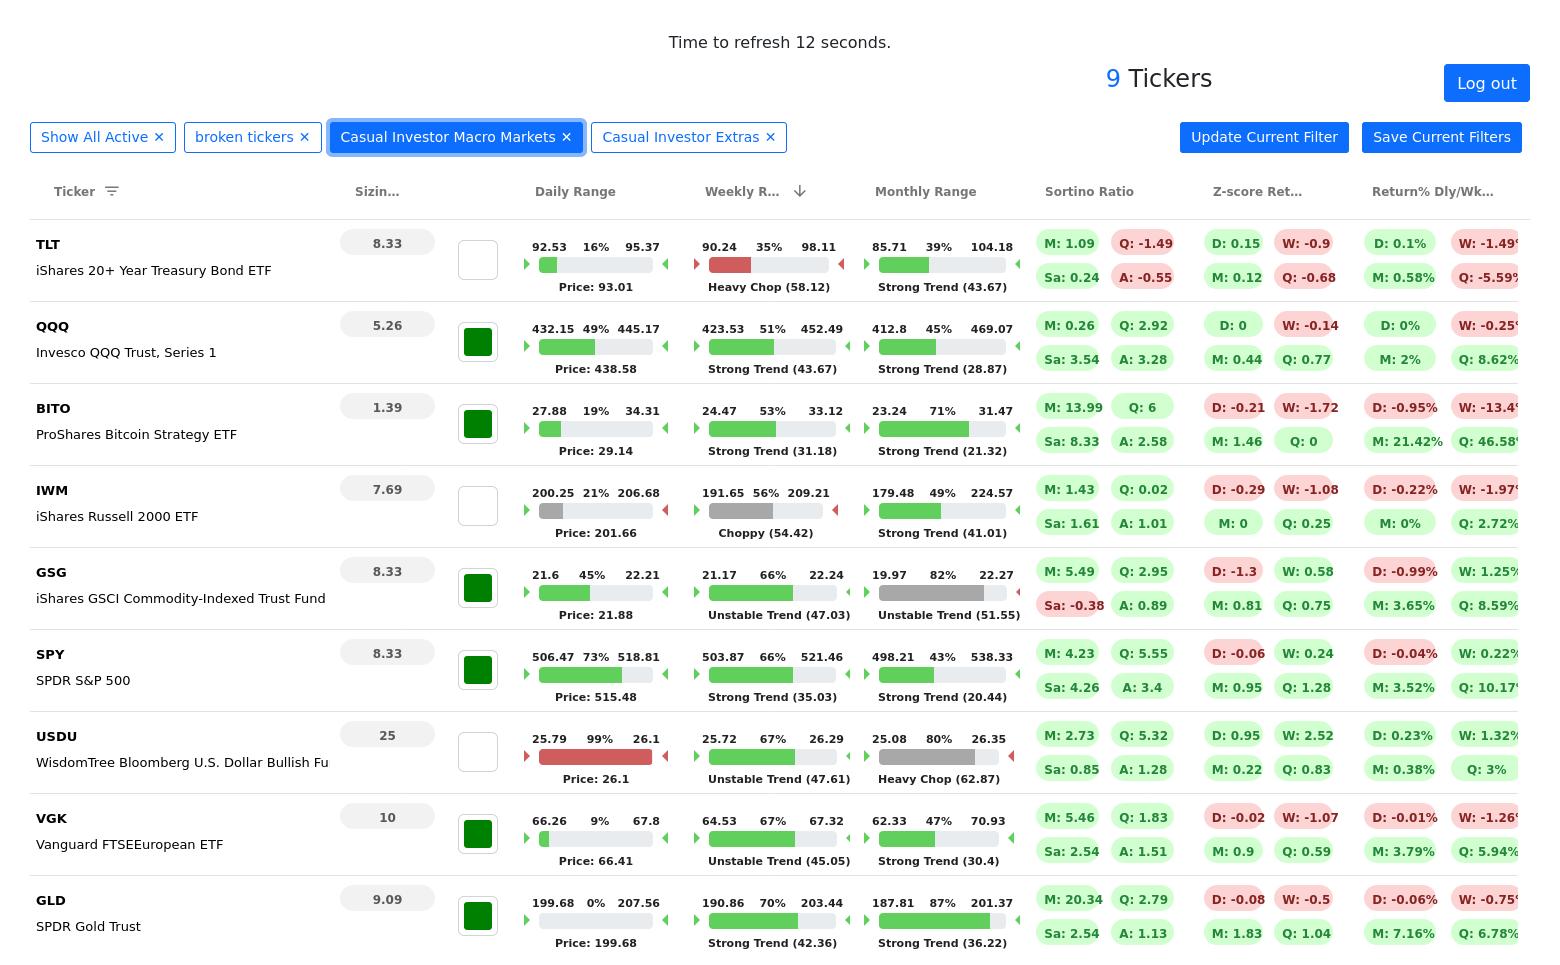 Time to refresh 12 seconds.
9 Tickers
Log out
Show All Active ✕ broken tickers ✕ Casual Investor Macro Markets ✕ Casual Investor Extras ✕ Update Current Filter Save Current Filters
Ticker Sizin... Daily Range Weekly R... Monthly Range Sortino Ratio Z-score Ret... Return% Dly/Wk...
TLT 8.33 M: 1.09 Q: -1.49 D: 0.15 W: -0.9 D: 0.1% W: -1.49%
92.53 16% 95.37 90.24 35% 98.11 85.71 39% 104.18
iShares 20+ Year Treasury Bond ETF Sa: 0.24 A: -0.55 M: 0.12 Q: -0.68 M: 0.58% Q: -5.59%
Price: 93.01 Heavy Chop (58.12) Strong Trend (43.67)
QQQ 5.26 M: 0.26 Q: 2.92 D: 0 W: -0.14 D: 0% W: -0.25%
432.15 49% 445.17 423.53 51% 452.49 412.8 45% 469.07
Invesco QQQ Trust, Series 1 Sa: 3.54 A: 3.28 M: 0.44 Q: 0.77 M: 2% Q: 8.62%
Price: 438.58 Strong Trend (43.67) Strong Trend (28.87)
BITO 1.39 M: 13.99 Q: 6 D: -0.21 W: -1.72 D: -0.95% W: -13.4%
27.88 19% 34.31 24.47 53% 33.12 23.24 71% 31.47
ProShares Bitcoin Strategy ETF Sa: 8.33 A: 2.58 M: 1.46 Q: 0 M: 21.42% Q: 46.58%
Price: 29.14 Strong Trend (31.18) Strong Trend (21.32)
IWM 7.69 M: 1.43 Q: 0.02 D: -0.29 W: -1.08 D: -0.22% W: -1.97%
200.25 21% 206.68 191.65 56% 209.21 179.48 49% 224.57
iShares Russell 2000 ETF Sa: 1.61 A: 1.01 M: 0 Q: 0.25 M: 0% Q: 2.72%
Price: 201.66 Choppy (54.42) Strong Trend (41.01)
GSG 8.33 M: 5.49 Q: 2.95 D: -1.3 W: 0.58 D: -0.99% W: 1.25%
21.6 45% 22.21 21.17 66% 22.24 19.97 82% 22.27
iShares GSCI Commodity-Indexed Trust Fund Sa: -0.38 A: 0.89 M: 0.81 Q: 0.75 M: 3.65% Q: 8.59%
Price: 21.88 Unstable Trend (47.03) Unstable Trend (51.55)
SPY 8.33 M: 4.23 Q: 5.55 D: -0.06 W: 0.24 D: -0.04% W: 0.22%
506.47 73% 518.81 503.87 66% 521.46 498.21 43% 538.33
SPDR S&P 500 Sa: 4.26 A: 3.4 M: 0.95 Q: 1.28 M: 3.52% Q: 10.17%
Price: 515.48 Strong Trend (35.03) Strong Trend (20.44)
USDU 25 M: 2.73 Q: 5.32 D: 0.95 W: 2.52 D: 0.23% W: 1.32%
25.79 99% 26.1 25.72 67% 26.29 25.08 80% 26.35
WisdomTree Bloomberg U.S. Dollar Bullish Fu Sa: 0.85 A: 1.28 M: 0.22 Q: 0.83 M: 0.38% Q: 3%
Price: 26.1 Unstable Trend (47.61) Heavy Chop (62.87)
VGK 10 M: 5.46 Q: 1.83 D: -0.02 W: -1.07 D: -0.01% W: -1.26%
66.26 9% 67.8 64.53 67% 67.32 62.33 47% 70.93
Vanguard FTSEEuropean ETF Sa: 2.54 A: 1.51 M: 0.9 Q: 0.59 M: 3.79% Q: 5.94%
Price: 66.41 Unstable Trend (45.05) Strong Trend (30.4)
GLD 9.09 M: 20.34 Q: 2.79 D: -0.08 W: -0.5 D: -0.06% W: -0.75%
199.68 0% 207.56 190.86 70% 203.44 187.81 87% 201.37
SPDR Gold Trust Sa: 2.54 A: 1.13 M: 1.83 Q: 1.04 M: 7.16% Q: 6.78%
Price: 199.68 Strong Trend (42.36) Strong Trend (36.22)